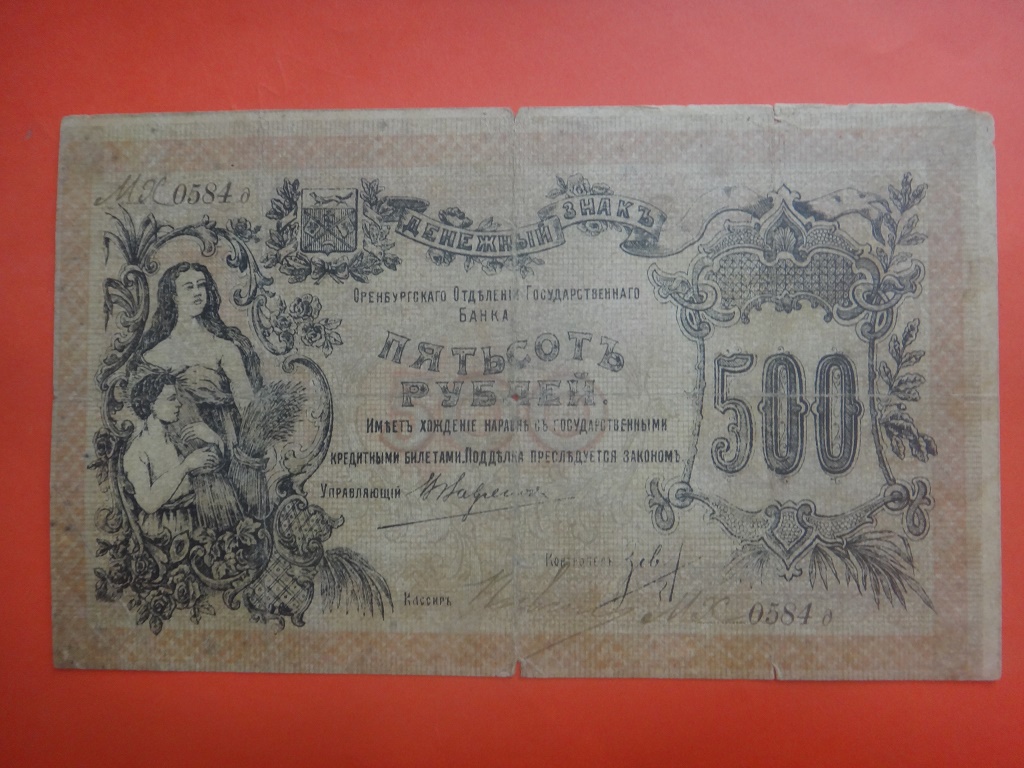 МХ 0584 д
ДЕНЕЖНЫЙ ЗНАКЪ
ОРЕНБУРГСКАГО ОТДѢЛЕНІЯ ГОСУДАРСТВЕННАГО
БАНКА
ПЯТЬСОТЪ
РУБЛЕЙ.
500
ИМѢЕТЪ ХОЖДЕНІЕ НАРАВНѢ СЪ ГОСУДАРСТВЕННЫМИ
КРЕДИТНЫМИ БИЛЕТАМИ. ПОДДѢЛКА ПРЕСЛѢДУЕТСЯ ЗАКОНОМЪ
УПРАВЛЯЮЩІЙ
КОНТРОЛЕРЪ
КАССИРЪ
МХ 0584 д